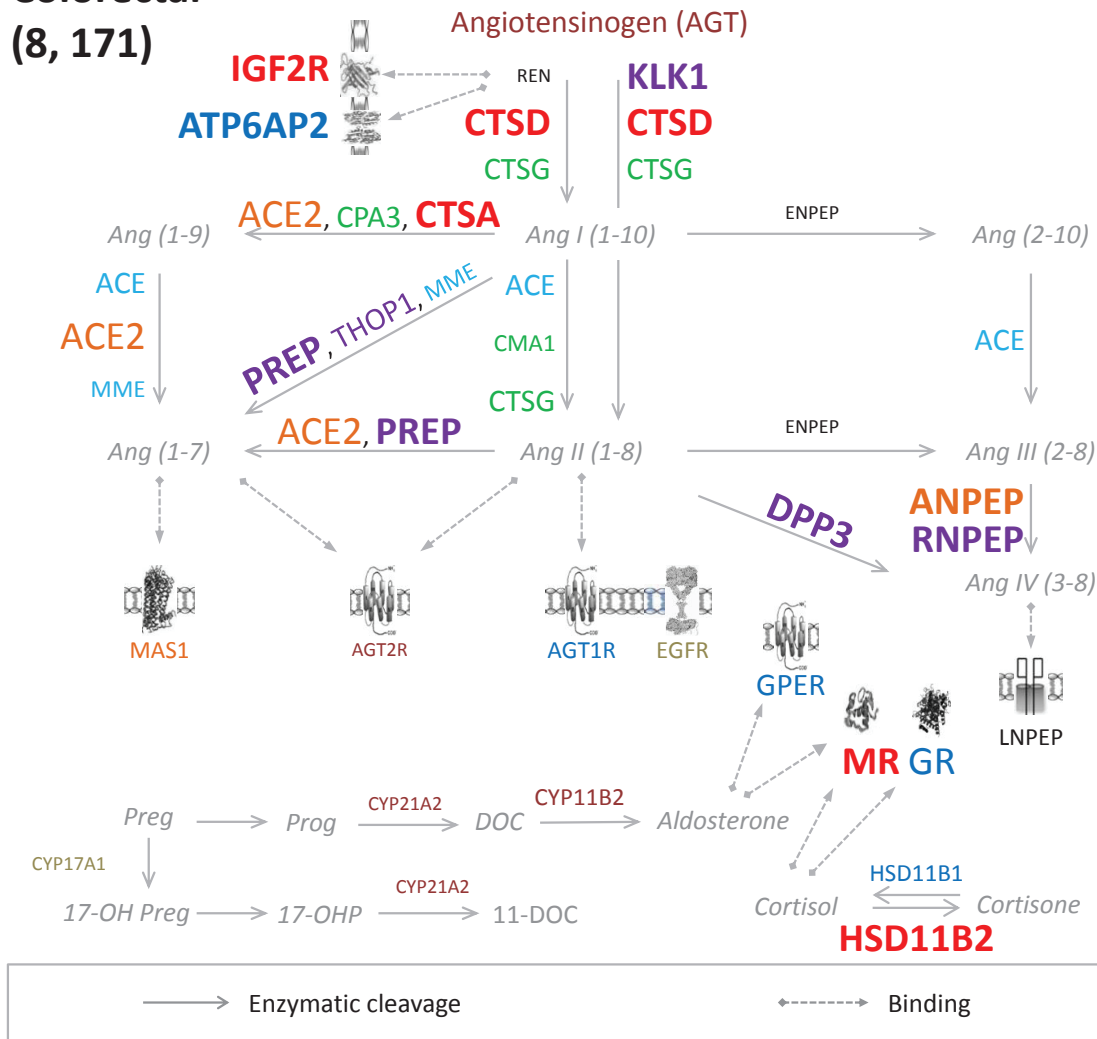 (8, 171)
Angiotensinogen (AGT)
IGF2R
REN
KLK1
ATP6AP2
CTSD
CTSD
CTSG
CTSG
ACE2, CPA3, CTSA
ENPEP
Ang (1-9)
Ang I (1-10)
Ang (2-10)
ACE
PREP, THOP1, MME
ACE
ACE2
CMA1
ACE
MME
CTSG
ACE2, PREP
ENPEP
Ang (1-7)
Ang II (1-8)
Ang III (2-8)
DPP3
ANPEP
RNPEP
Ang IV (3-8)
MAS1
AGT2R
AGT1R
EGFR
GPER
LNPEP
MR GR
Preg
Prog
CYP21A2
DOC
CYP11B2
Aldosterone
CYP17A1
17-OH Preg
17-OHP
CYP21A2
11-DOC
Cortisol
HSD11B1
Cortisone
HSD11B2
Enzymatic cleavage
Binding